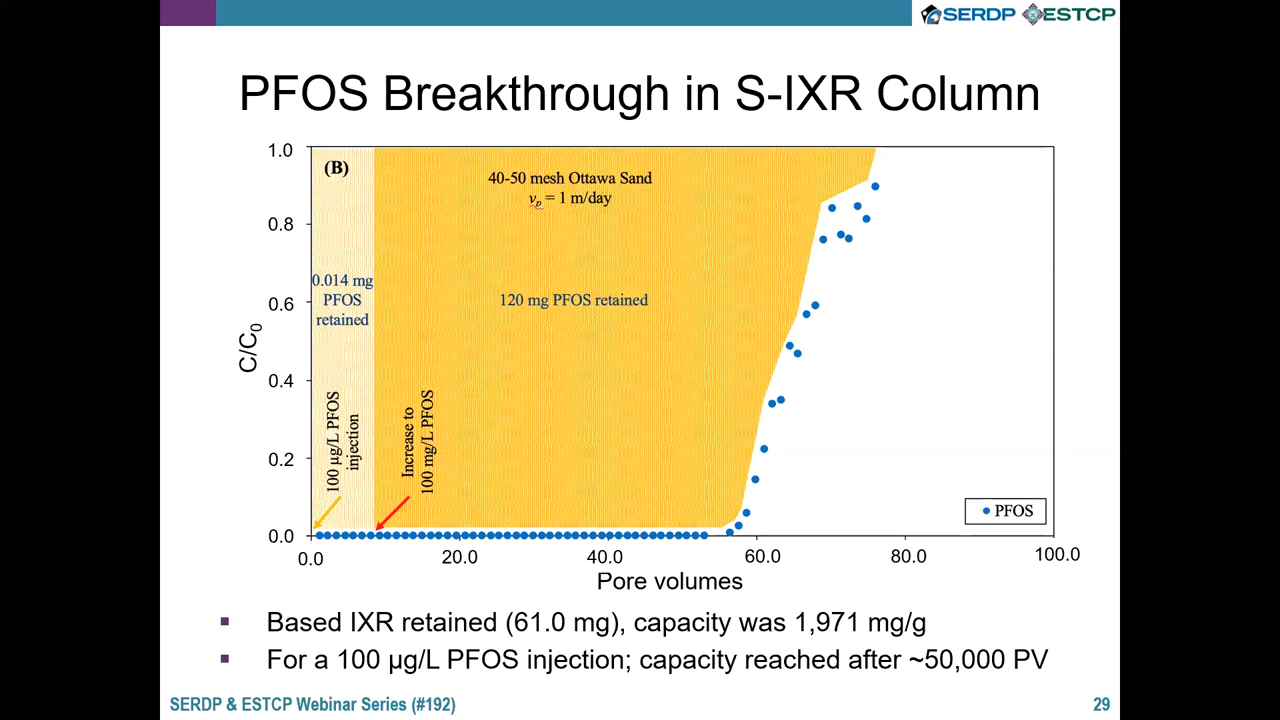 SERDP ESTCP
PFOS Breakthrough in S-IXR Column
(B)
40-50 mesh Ottawa Sand
vp = 1 m/day
0.014 mg
PFOS
retained
120 mg PFOS retained
100 µg/L PFOS
injection
Increase to
100 mg/L PFOS
PFOS
C/C0
1.0
0.8
0.6
0.4
0.2
0.0
0.0 20.0 40.0 60.0 80.0 100.0
Pore volumes
▪ Based IXR retained (61.0 mg), capacity was 1,971 mg/g
▪ For a 100 µg/L PFOS injection; capacity reached after ~50,000 PV
SERDP & ESTCP Webinar Series (#192) 29